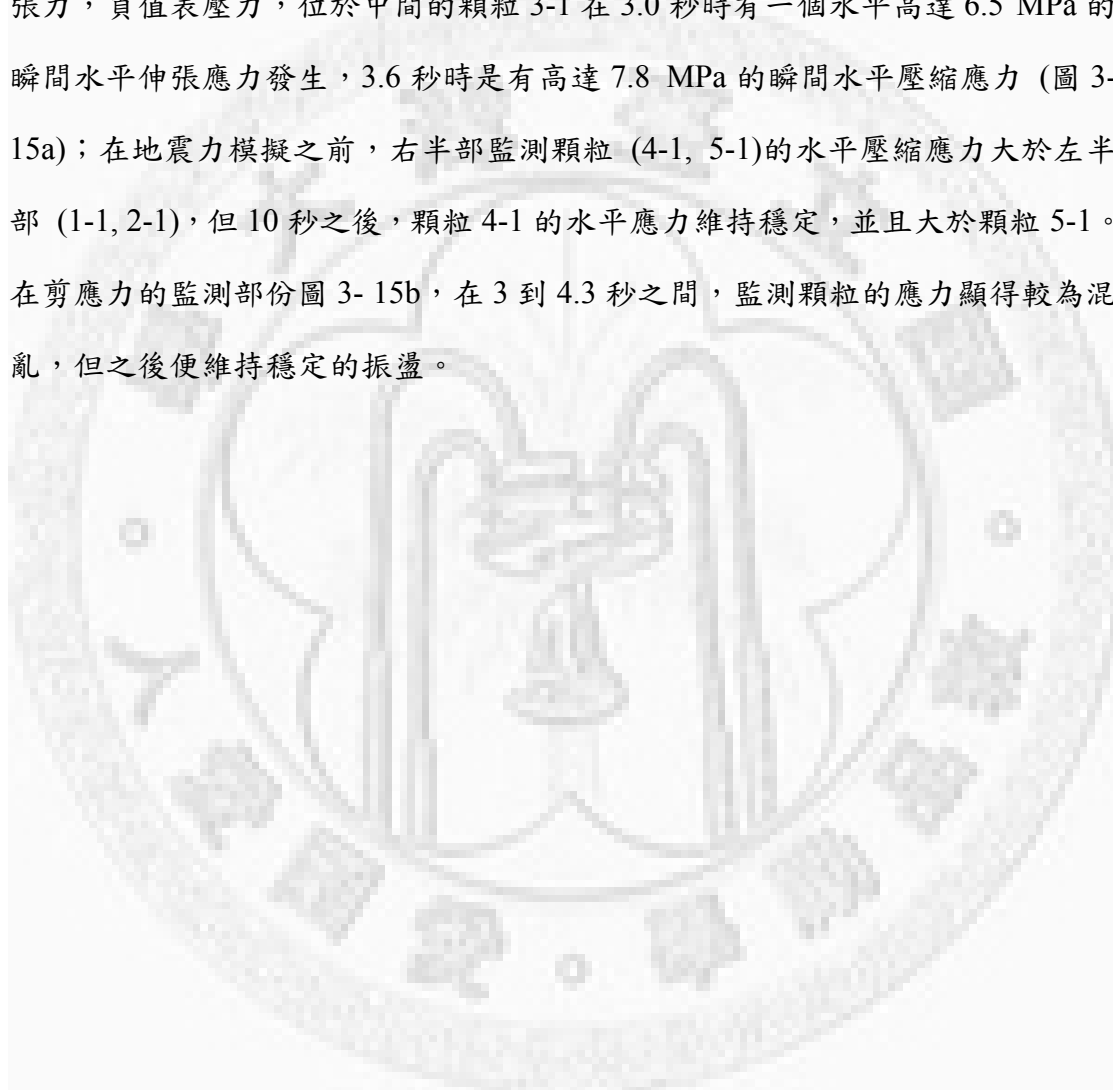 張力，負值表壓力，位於中間的顆粒 3-1 在 3.0 秒時有一個水平高達 6.5 MPa 的
瞬間水平伸張應力發生，3.6 秒時是有高達 7.8 MPa 的瞬間水平壓縮應力 (圖 3-
15a)；在地震力模擬之前，右半部監測顆粒 (4-1, 5-1)的水平壓縮應力大於左半
部 (1-1, 2-1)，但 10 秒之後，顆粒 4-1 的水平應力維持穩定，並且大於顆粒 5-1。
在剪應力的監測部份圖 3- 15b，在 3 到 4.3 秒之間，監測顆粒的應力顯得較為混
亂，但之後便維持穩定的振盪。